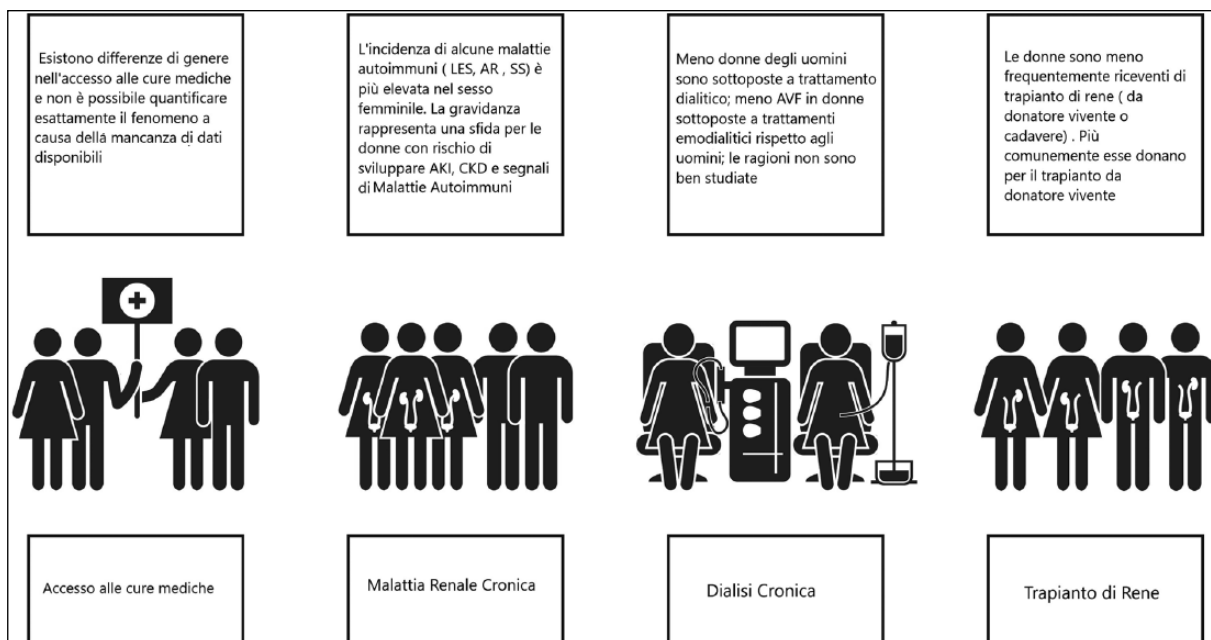 Esistono differenze di genere
nell'accesso alle cure mediche
e non è possibile quantificare
esattamente il fenomeno a
causa della mancanza di dati
disponibili
L'incidenza di alcune malattie
autoimmuni ( LES, AR , SS) è
più elevata nel sesso
femminile. La gravidanza
rappresenta una sfida per le
donne con rischio di
sviluppare AKI, CKD e segnali
di Malattie Autoimmuni
Meno donne degli uomini
sono sottoposte a trattamento
dialitico; meno AVF in donne
sottoposte a trattamenti
emodialitici rispetto agli
uomini; le ragioni non sono
ben studiate
Le donne sono meno
frequentemente riceventi di
trapianto di rene ( da
donatore vivente o
cadavere) . Più
comunemente esse donano
per il trapianto da
donatore vivente
Accesso alle cure mediche
Malattia Renale Cronica
Dialisi Cronica
Trapianto di Rene